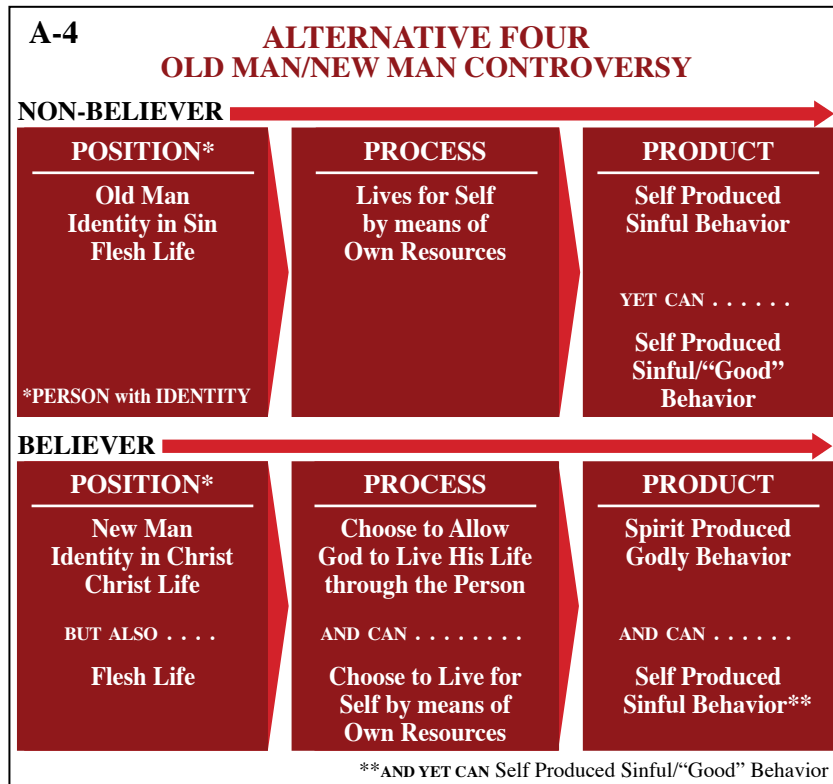 A-4
ALTERNATIVE FOUR
OLD MAN/NEW MAN CONTROVERSY
NON-BELIEVER
POSITION*
Old Man
Identity in Sin
Flesh Life
*PERSON with IDENTITY
PROCESS
Lives for Self
by means of
Own Resources
PRODUCT
Self Produced
Sinful Behavior
YET CAN . . . . . .
Self Produced
Sinful/“Good”
Behavior
BELIEVER
POSITION*
New Man
Identity in Christ
Christ Life
BUT ALSO . . . .
Flesh Life
PROCESS
Choose to Allow
God to Live His Life
through the Person
AND CAN . . . . . . . .
Choose to Live for
Self by means of
Own Resources
PRODUCT
Spirit Produced
Godly Behavior
AND CAN . . . . . .
Self Produced
Sinful Behavior**
**AND YET CAN Self Produced Sinful/“Good” Behavior